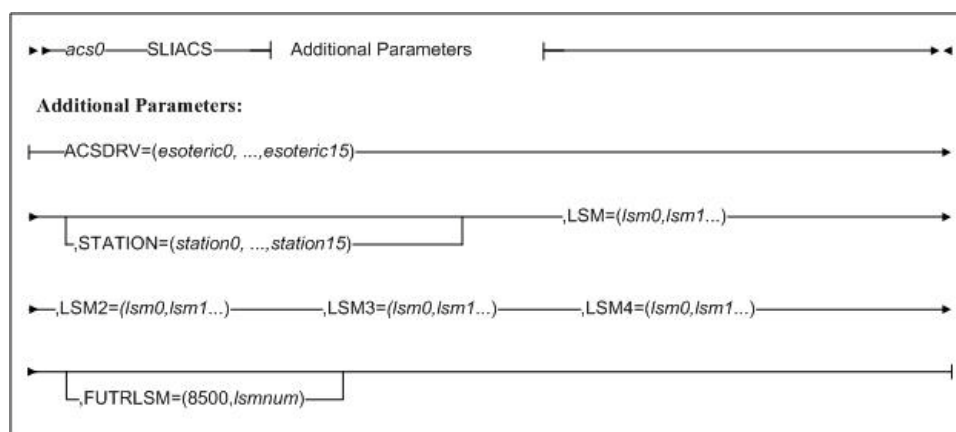 acs0 SLIACS Additional Parameters
Additional Parameters:
ACSDRV=(esoteric0, ...,esoteric15)
,LSM=(lsm0,lsm1...)
,STATION=(station0, ...,station15)
,LSM2=(lsm0,lsm1...) ,LSM3=(lsm0,lsm1...) ,LSM4=(lsm0,lsm1...)
,FUTRLSM=(8500,lsmnum)